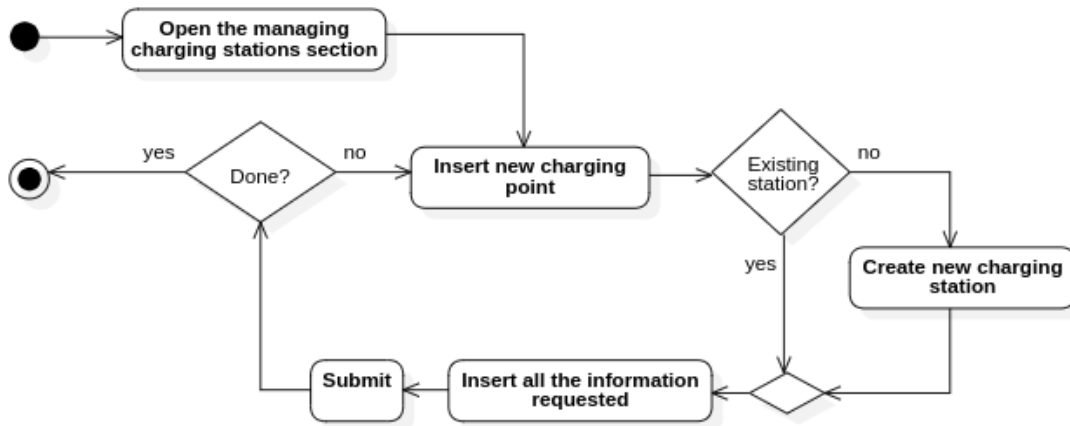 Open the managing
charging stations section
yes
Done?
no
Insert new charging
point
Existing
station?
no
yes
Create new charging
station
Submit
Insert all the information
requested